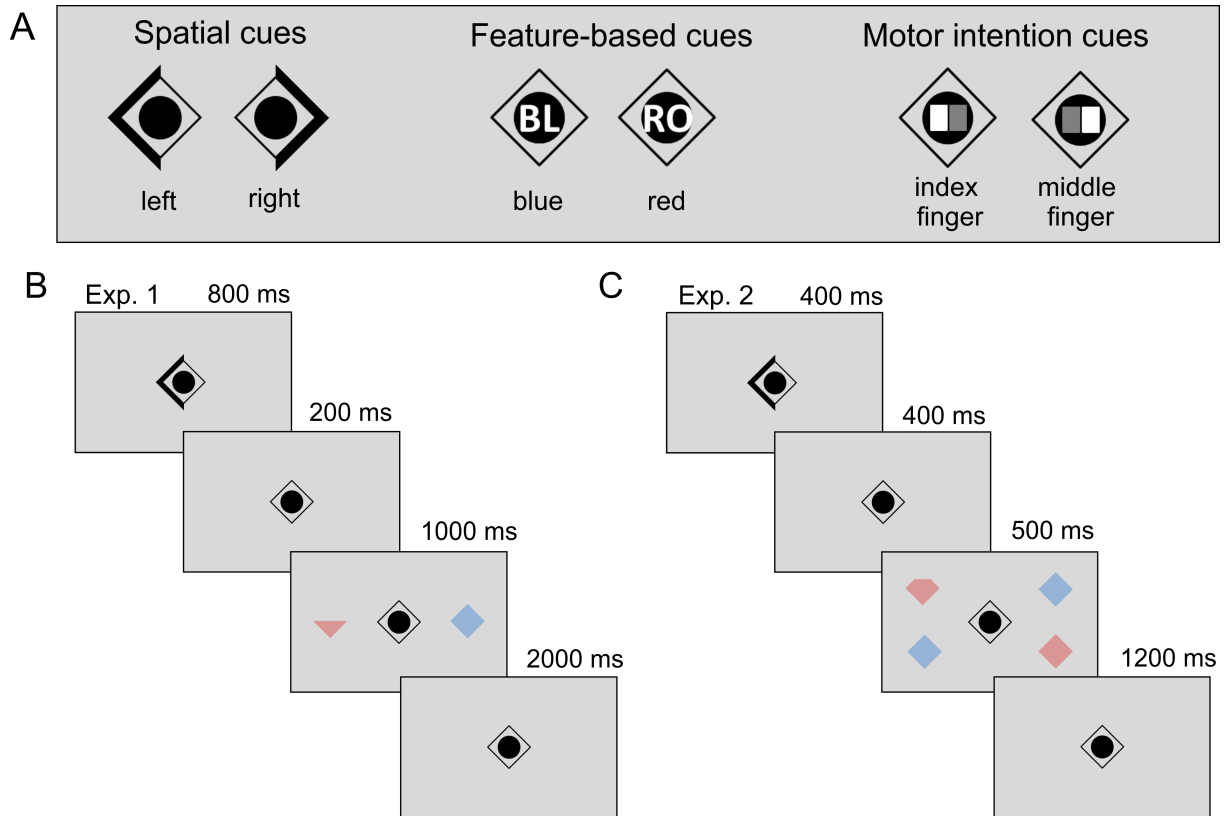 A
Spatial cues
Feature-based cues
Motor intention cues
BL
RO
left
right
blue
red
index
finger
middle
finger
B
Exp. 1
800 ms
200 ms
1000 ms
2000 ms
C
Exp. 2
400 ms
400 ms
500 ms
1200 ms